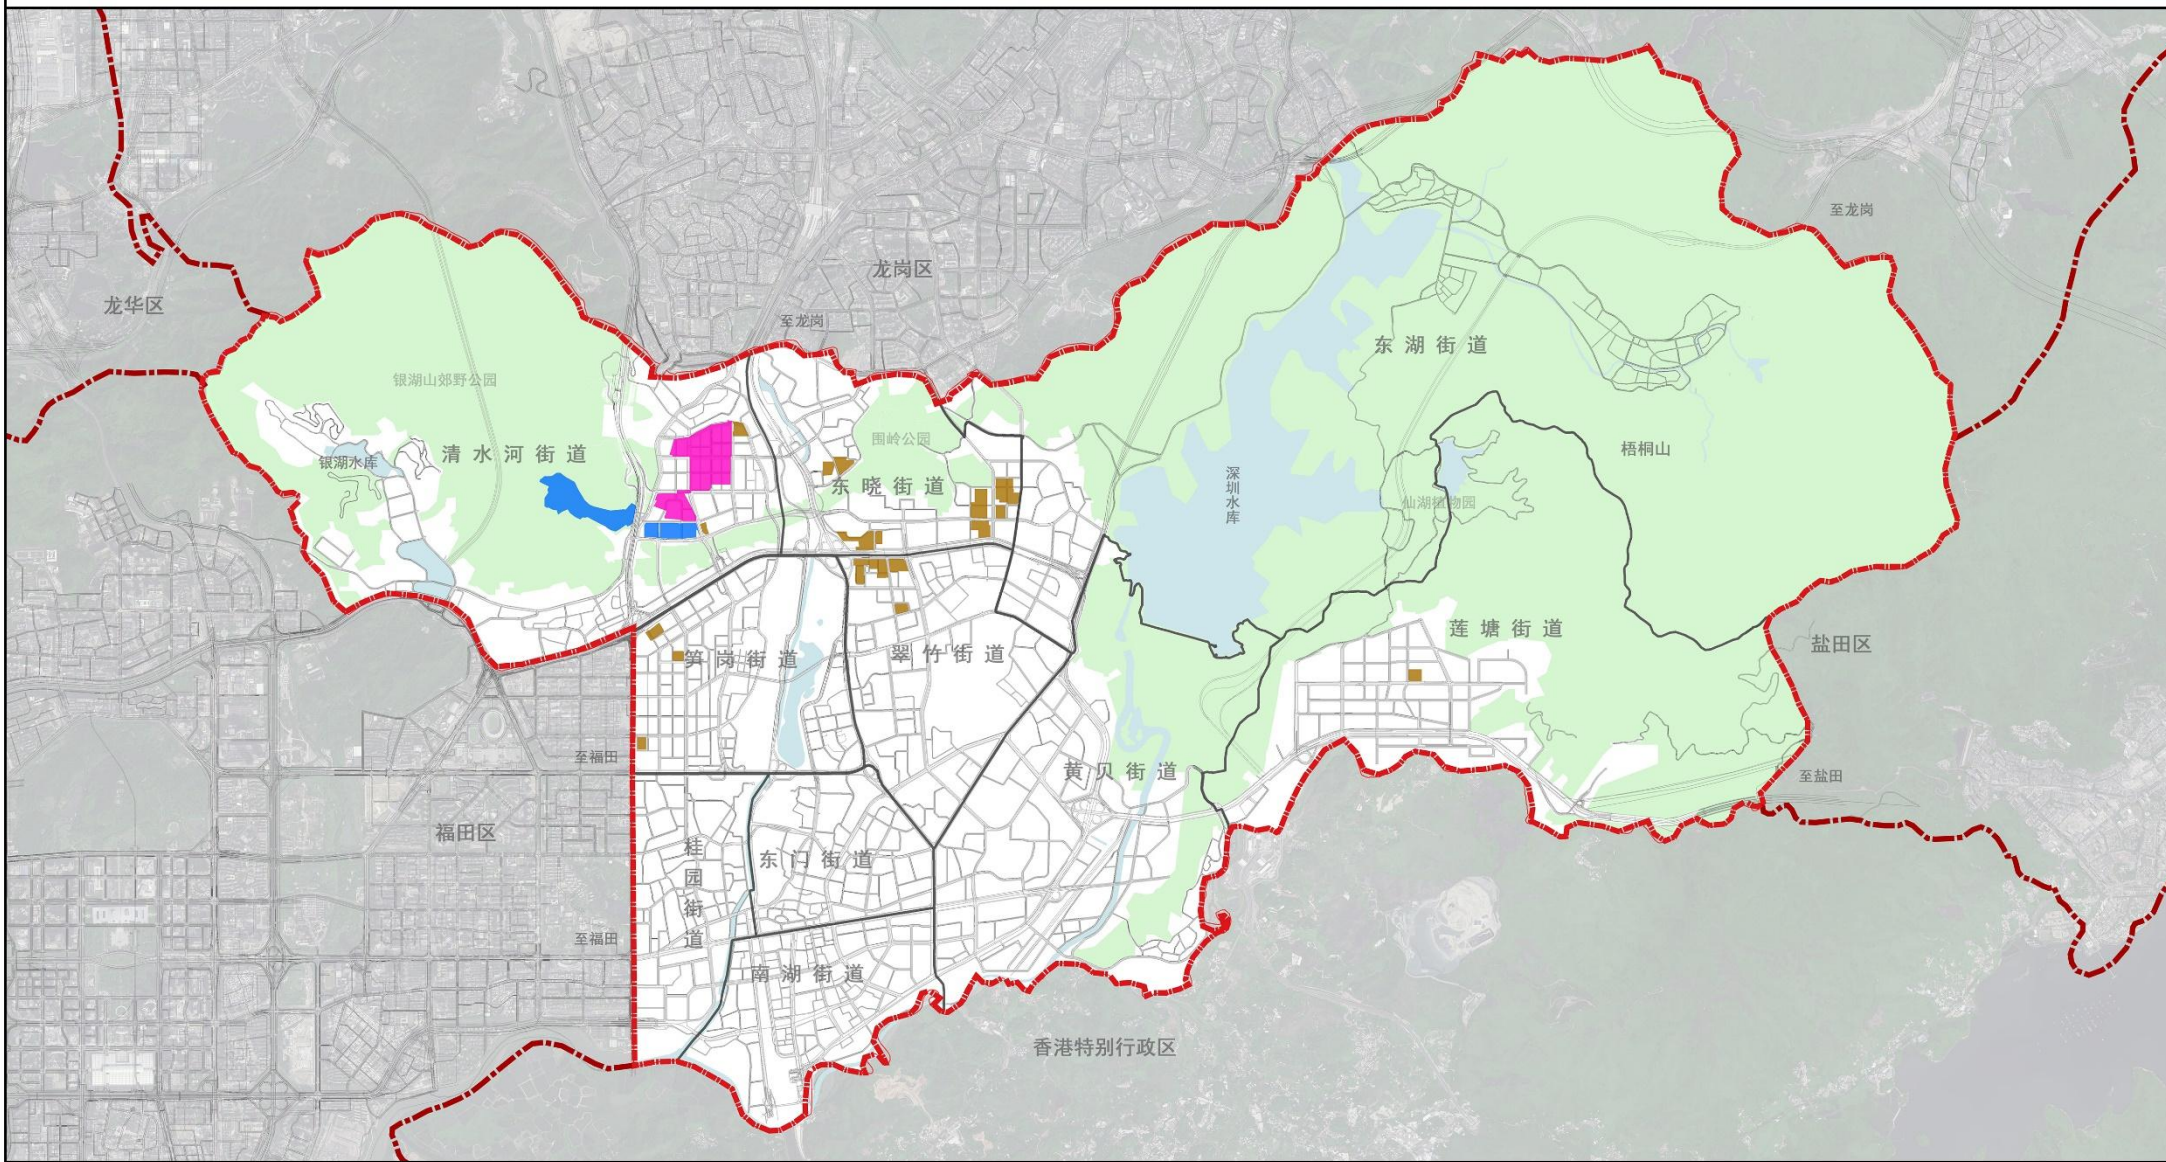 至龙岗
龙岗区
龙华区
至龙岗
东湖街道
银湖山郊野公园
围岭公园
清水河街道
银湖水库
梧桐山
东晓街道
深圳水库
仙湖植物园
莲塘街道
盐田区
笋岗街道
翠竹街道
至福田
黄贝街道
至盐田
福田区
桂园街道
东门街道
至福田
南湖街道
香港特别行政区